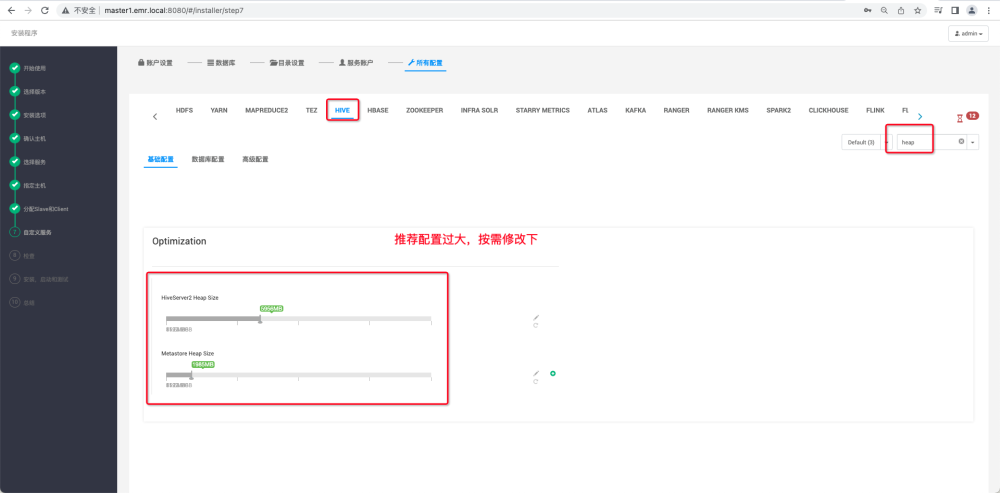 不安全 | master1.emr.local:8080/#/installer/step7
安装程序
admin
开始使用
选择版本
安装选项
确认主机
选择服务
指定主机
分配Slave和Client
7 自定义服务
8 检查
9 安装、启动和测试
10 总结
账户设置
数据库
目录设置
服务账户
所有配置
HDFS YARN MAPREDUCE2 TEZ HIVE HBASE ZOOKEEPER INFRA SOLR STARRY METRICS ATLAS KAFKA RANGER RANGER KMS SPARK2 CLICKHOUSE FLINK
12
Default (3)
heap
基础配置 数据库配置 高级配置
Optimization
推荐配置过大，按需修改下
HiveServer2 Heap Size
Metastore Heap Size